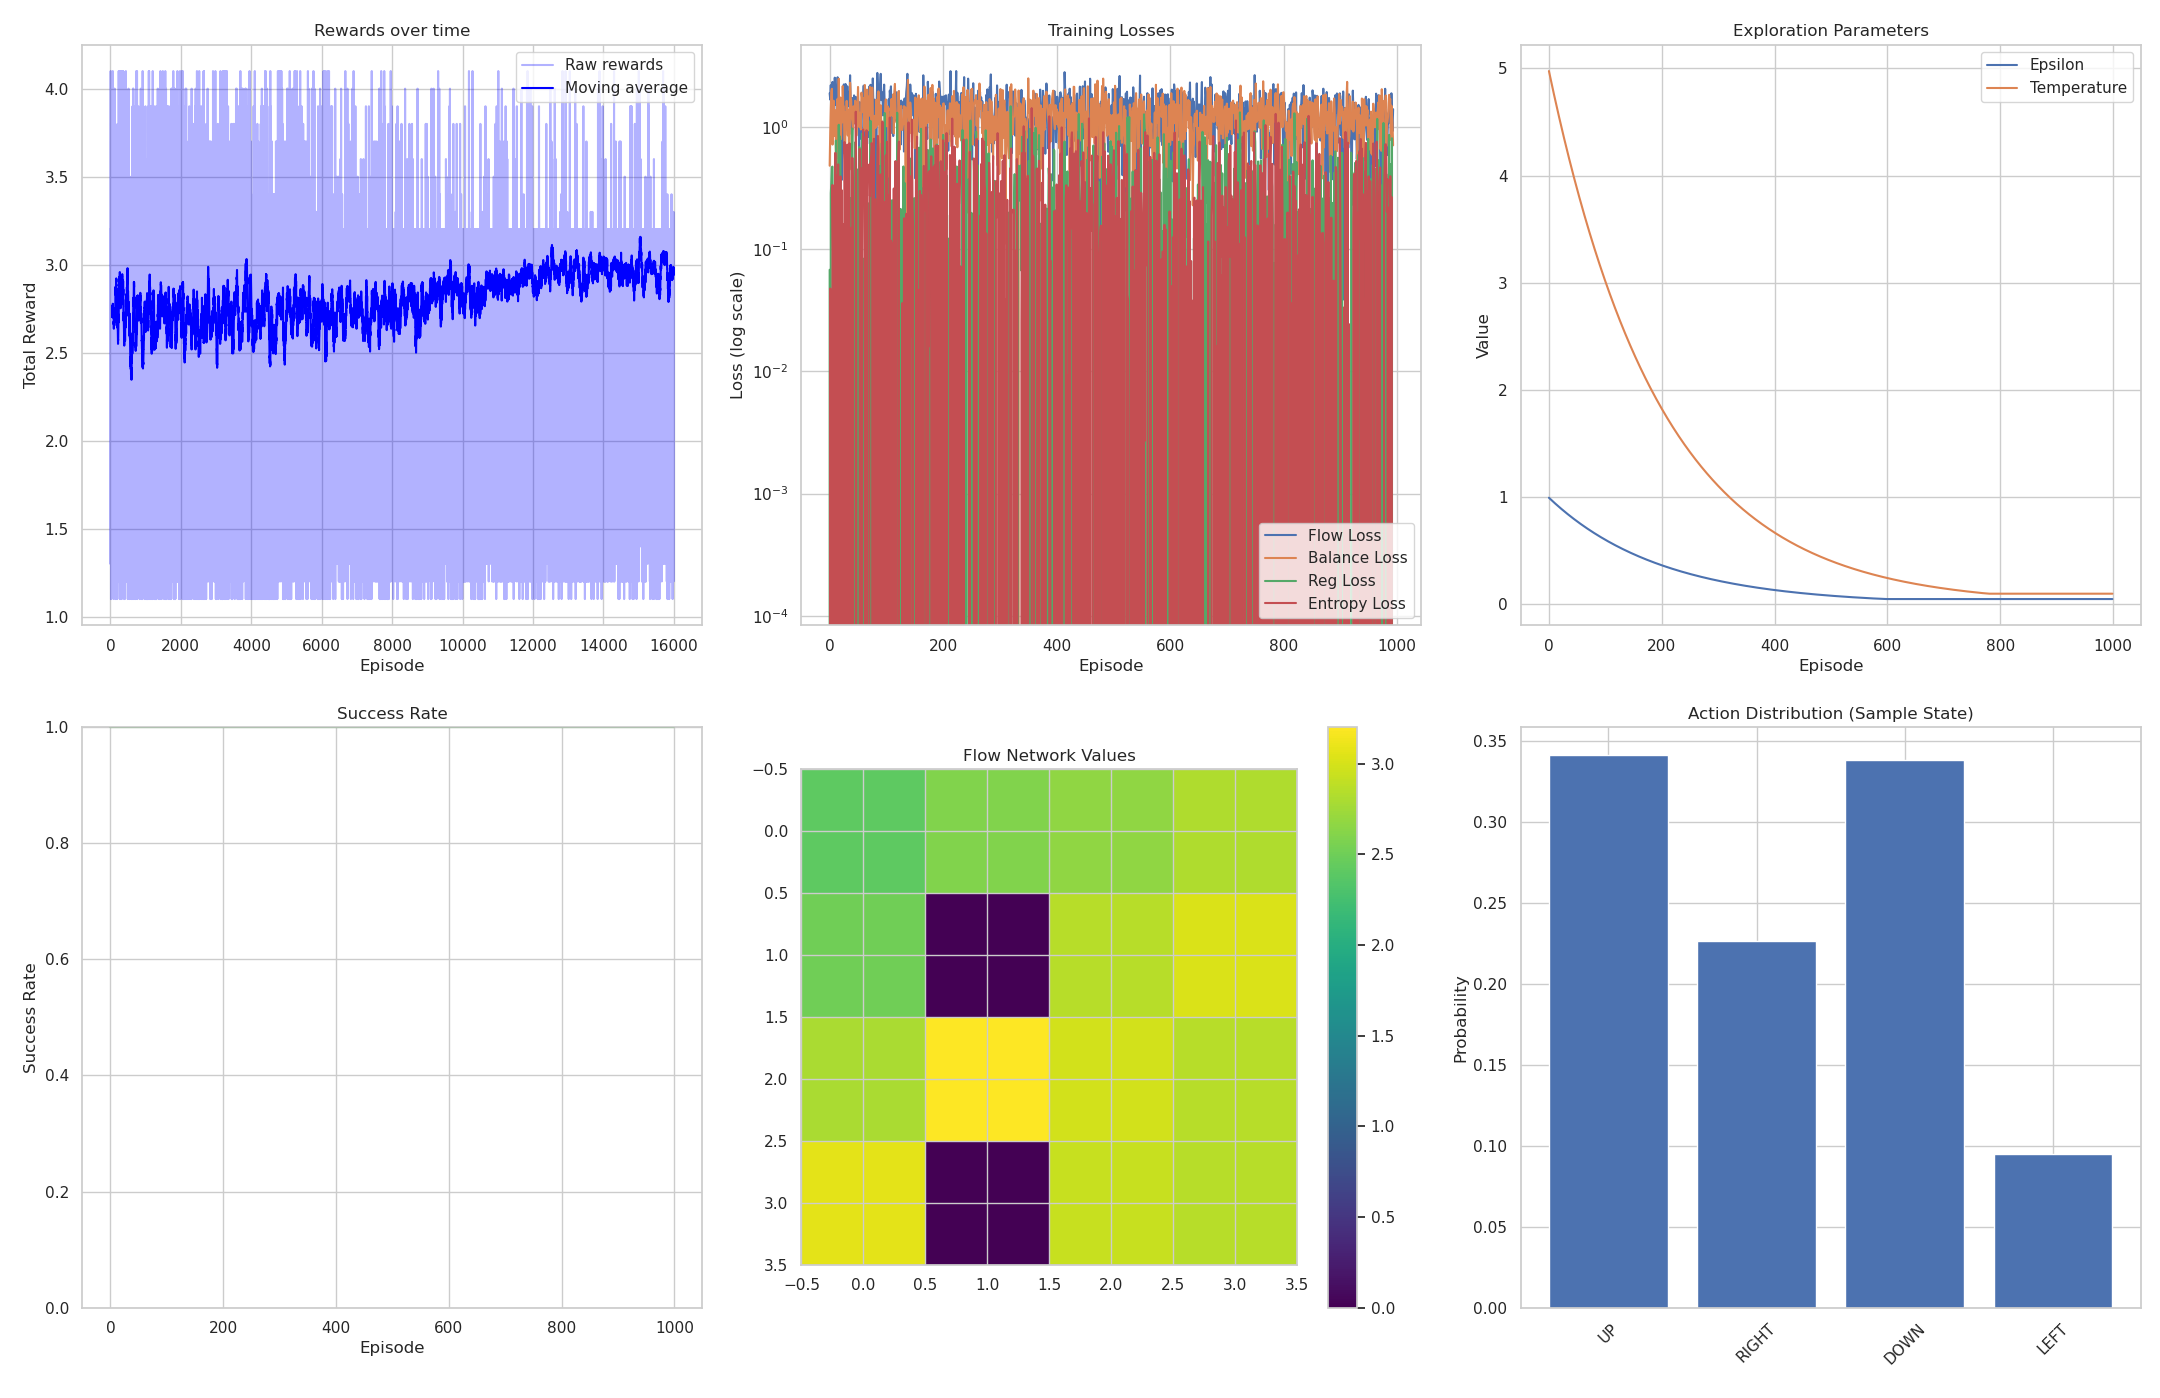 Rewards over time
Raw rewards
Moving average
4.0
3.5
3.0
2.5
2.0
1.5
1.0
Total Reward
0 2000 4000 6000 8000 10000 12000 14000 16000
Episode
Training Losses
10^0
10^-1
10^-2
10^-3
10^-4
Loss (log scale)
Flow Loss
Balance Loss
Reg Loss
Entropy Loss
0 200 400 600 800 1000
Episode
Exploration Parameters
Epsilon
Temperature
5
4
3
2
1
0
Value
0 200 400 600 800 1000
Episode
Success Rate
1.0
0.8
0.6
0.4
0.2
0.0
Success Rate
0 200 400 600 800 1000
Episode
Flow Network Values
−0.5
0.0
0.5
1.0
1.5
2.0
2.5
3.0
3.5
−0.5 0.0 0.5 1.0 1.5 2.0 2.5 3.0 3.5
3.0
2.5
2.0
1.5
1.0
0.5
0.0
Action Distribution (Sample State)
0.35
0.30
0.25
0.20
0.15
0.10
0.05
0.00
Probability
UP RIGHT DOWN LEFT